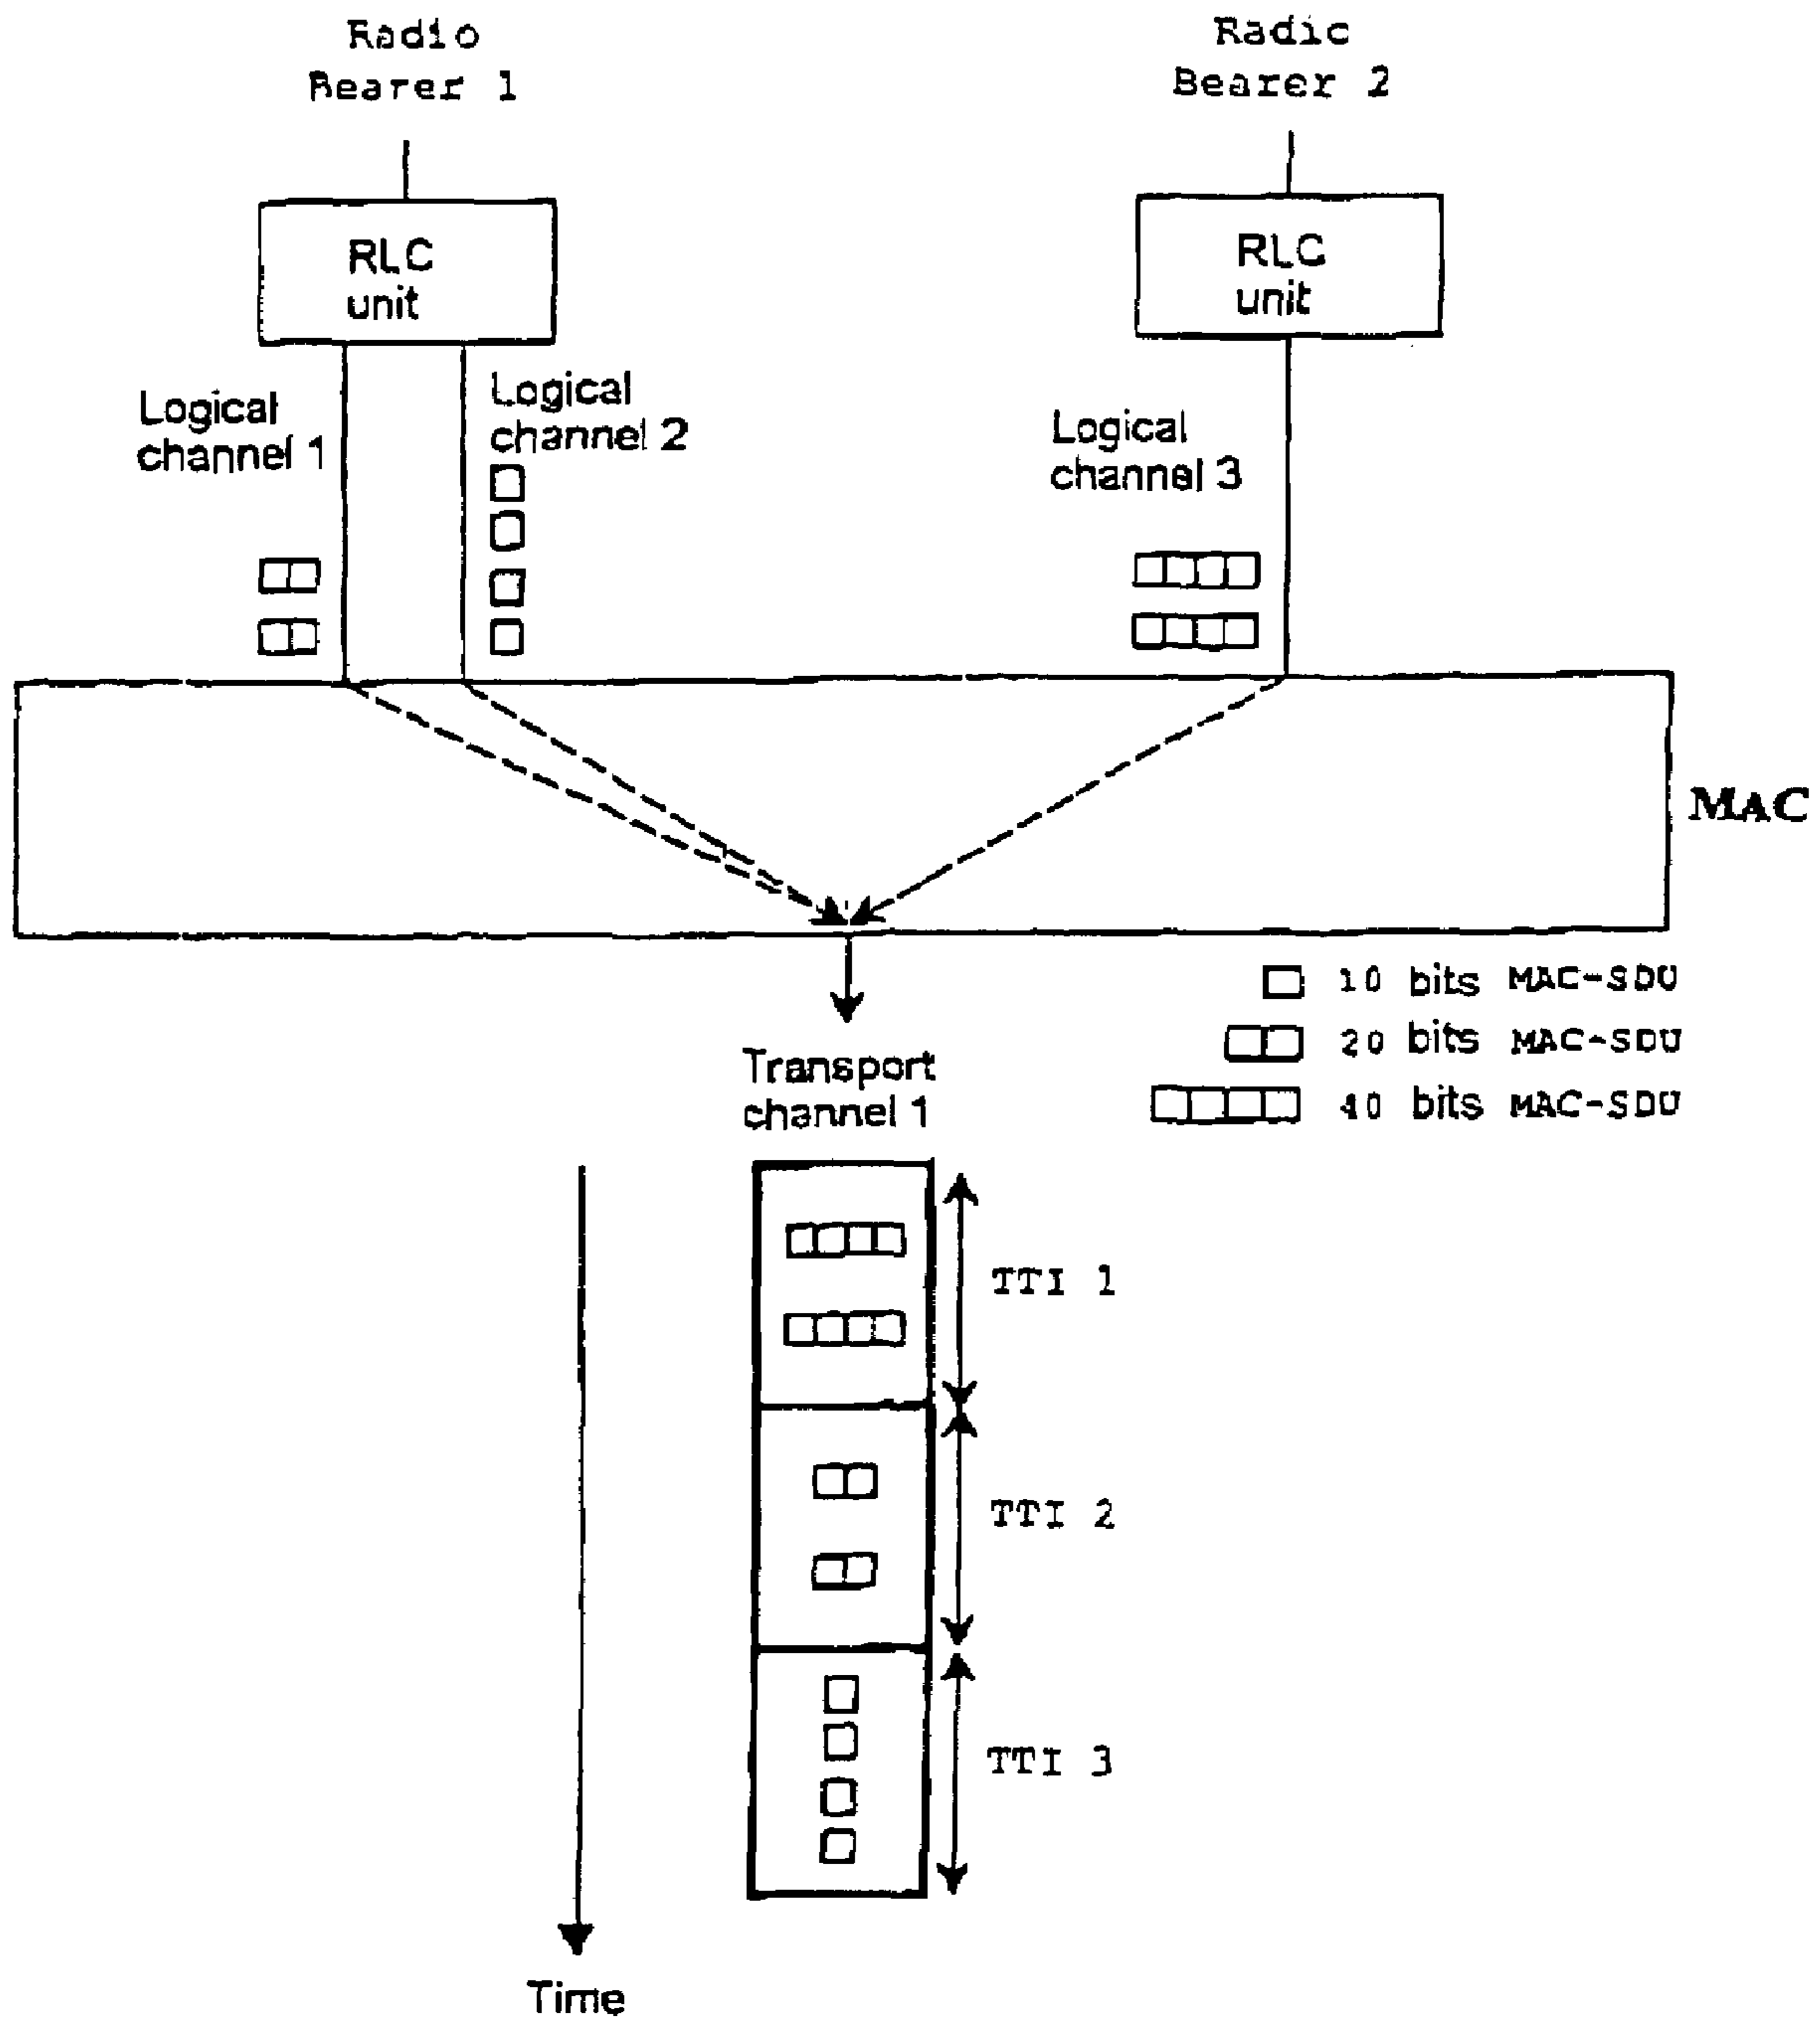 Radio
Bearer 1
Radic
Bearer 2
RLC
unit
RLC
unit
Logical
channel 1
Logical
channel 2
Logical
channel 3
MAC
10 bits MAC-SDU
20 bits MAC-SDU
40 bits MAC-SDU
Transport
channel 1
TTI 1
TTI 2
TTI 3
Time